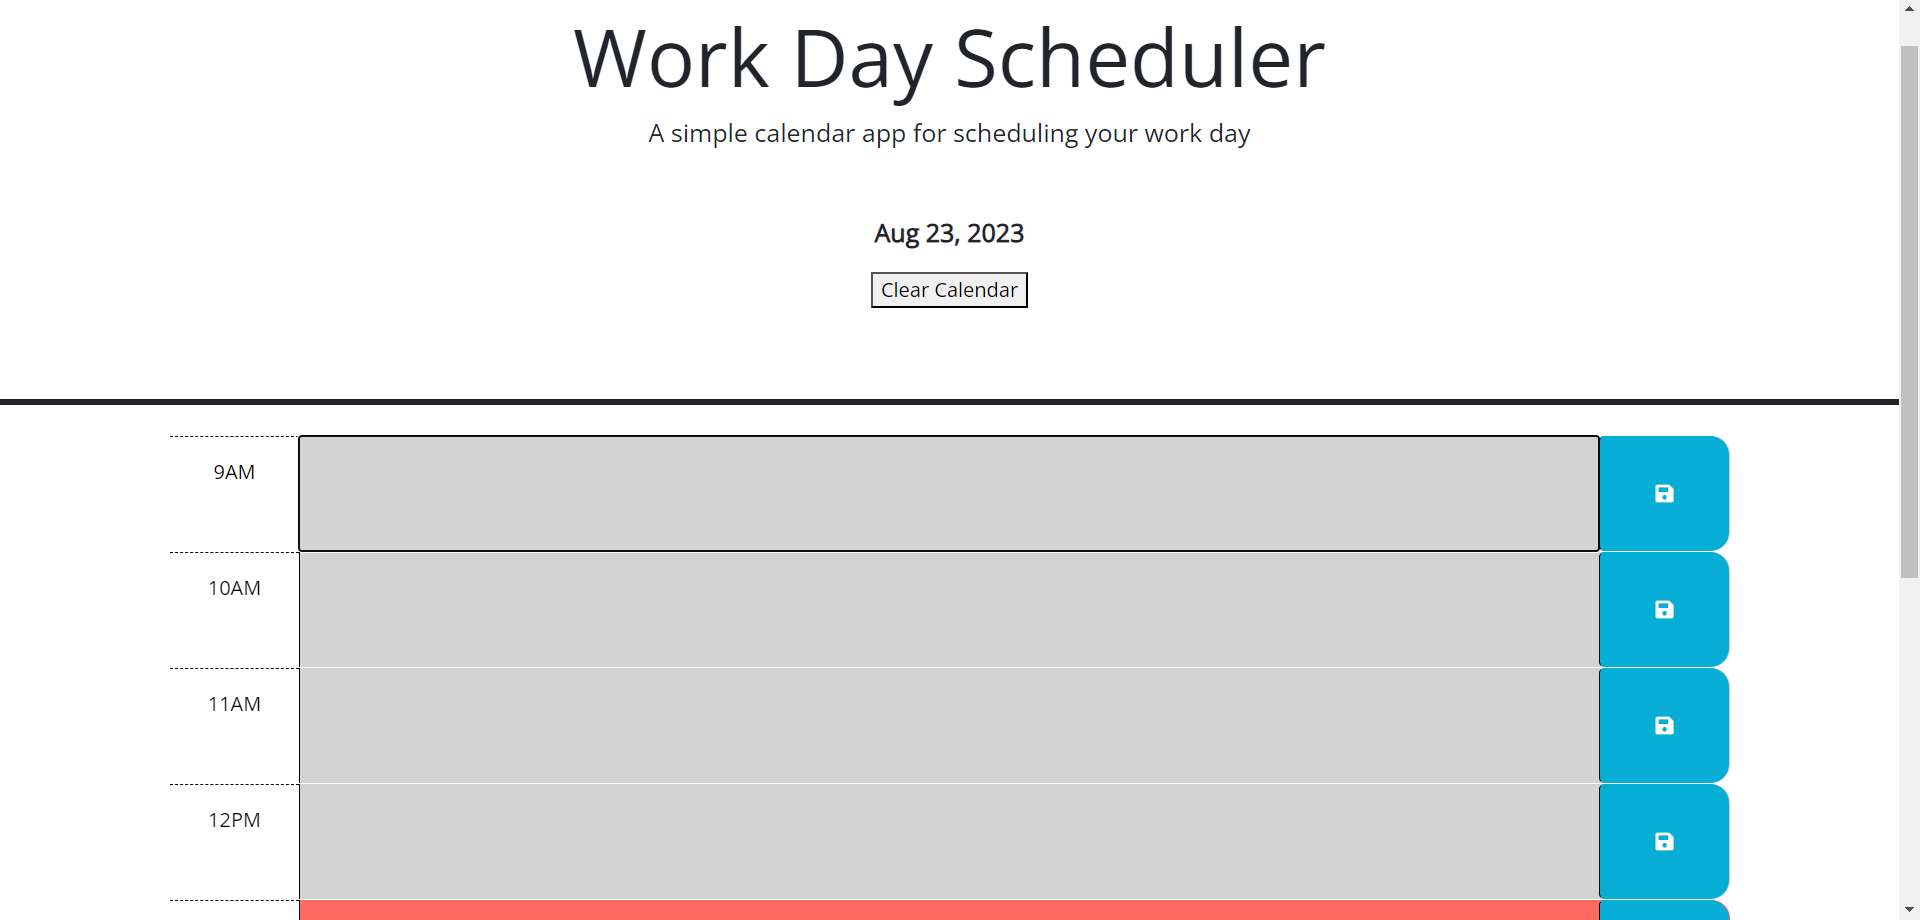 Work Day Scheduler
A simple calendar app for scheduling your work day
Aug 23, 2023
Clear Calendar
9AM
10AM
11AM
12PM